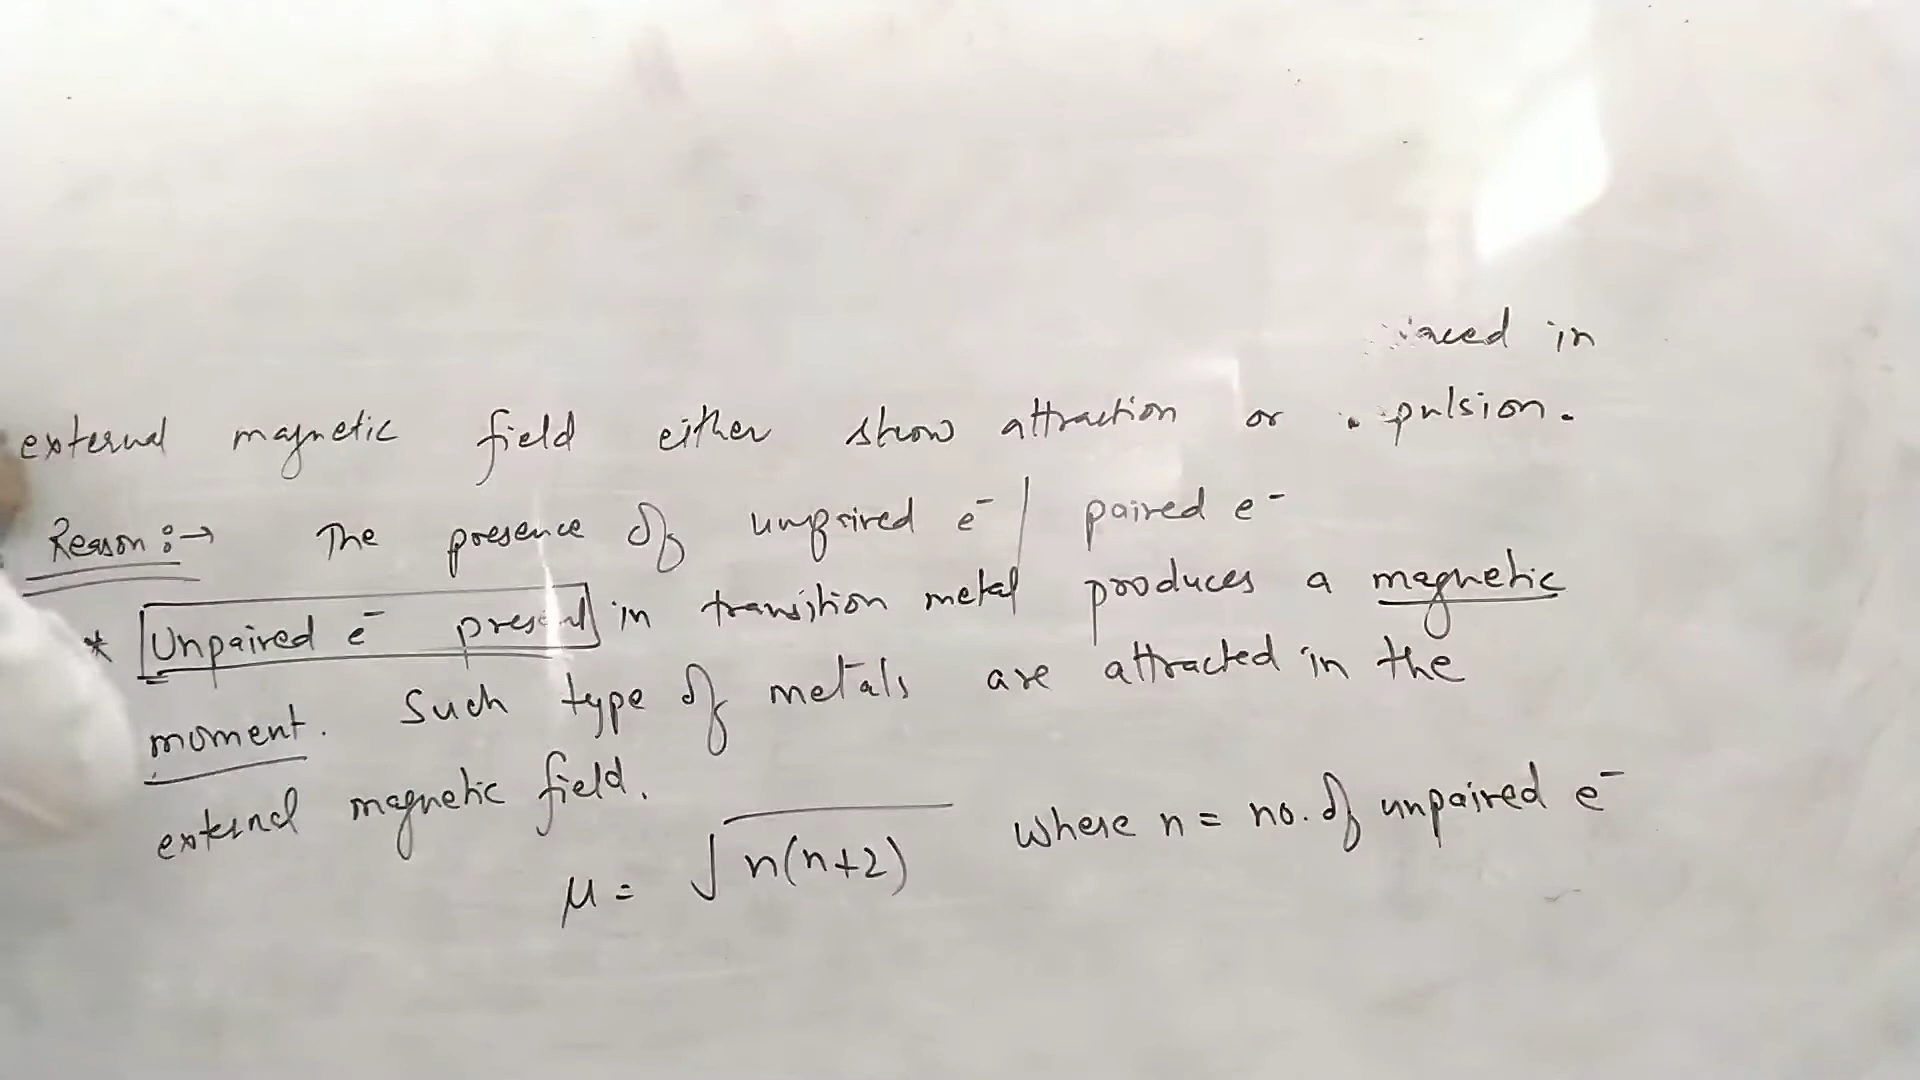 in
external magnetic field either show attraction or
Reason :→ The presence of unpaired e⁻ / paired e⁻
* Unpaired e⁻ present in transition metal produces a magnetic
moment. Such type of metals are attracted in the
external magnetic field.
μ = √n(n+2) where n = no. of unpaired e⁻